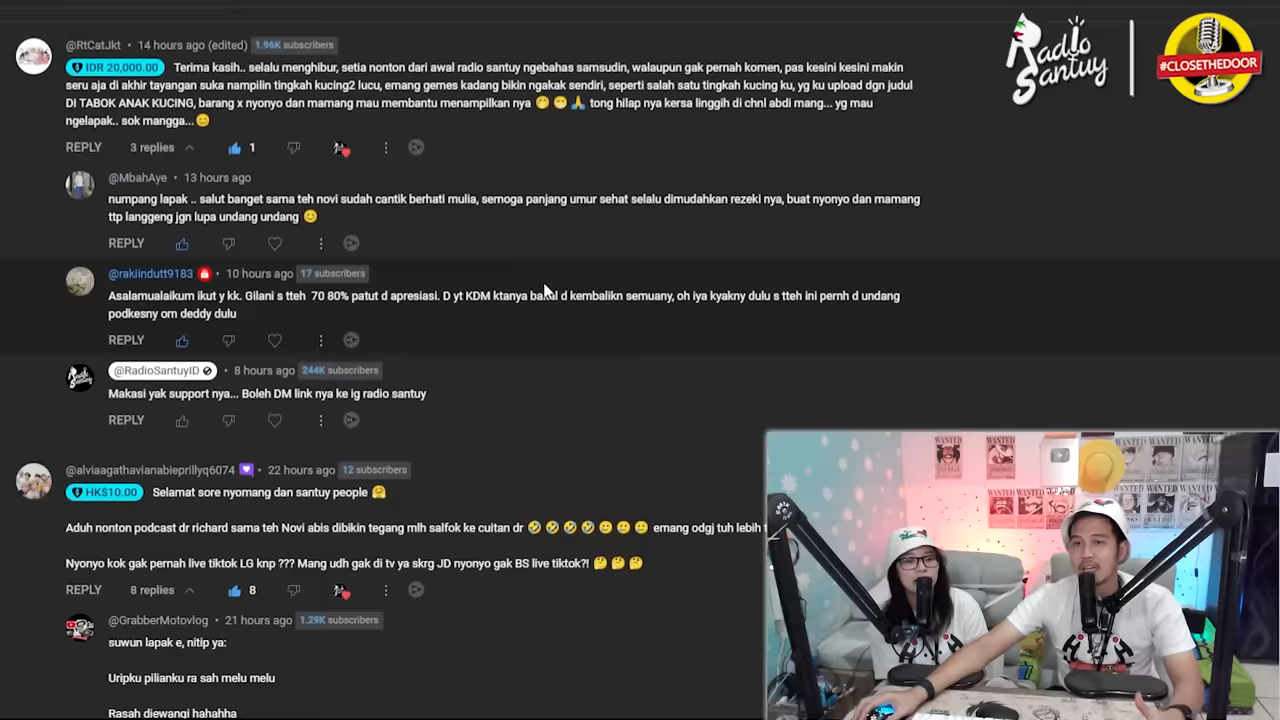 @RtCatJkt • 14 hours ago (edited) 1.96K subscribers
IDR 20,000.00 Terima kasih.. selalu menghibur, setia nonton dari awal radio santuy ngebahas samsudin, walaupun gak pernah komen, pas kesini kesini makin
seru aja di akhir tayangan suka nampilin tingkah kucing2 lucu, emang gemes kadang bisin ngakak sendiri, seperti salah satu tingkah kucing ku, yg ku upload dgn judul
DI TABOK ANAK KUCING, barang x nyonyo dan mamang mau membantu menampilkan nya 🤭 😁 🙏 tong hilap nya kersa linggih di chnl abdi mang... yg mau
ngelapak.. sok mangga... 😊
REPLY 3 replies 1
@MbahAye • 13 hours ago
numpang lapak .. salut banget sama teh novi sudah cantik berhati mulia, semoga panjang umur sehat selalu dimudahkan rezeki nya, buat nyonyo dan mamang
ttp langgeng jgn lupa undang undang 😊
REPLY
@rakiindutt9183 • 10 hours ago 17 subscribers
Asalamualaikum ikut y kk. Gilani s tteh 70 80% patut d apresiasi. D yt KDM ktanya d kembalikn semuany, oh iya kyakny dulu s tteh ini pernh d undang
podkesny om deddy dulu
REPLY
@RadioSantuyID • 8 hours ago 244K subscribers
Makasi yak support nya... Boleh DM link nya ke ig radio santuy
REPLY
@alviaagathavianabieprillyq6074 • 22 hours ago 12 subscribers
HK$10.00 Selamat sore nyomang dan santuy people 🤗
Aduh nonton podcast dr richard sama teh Novi abis dibikin tegang mlh salfok ke cuitan dr 🤣 🤣 🤣 🤣 🙂 🙂 🙂 emang odgj tuh lebih
Nyonyo kok gak pernah live tiktok LG knp ??? Mang udh gak di tv ya skrg JD nyonyo gak BS live tiktok?! 🤔 🤔 🤔
REPLY 8 replies 8
@GrabberMotovlog • 21 hours ago 1.29K subscribers
suwun lapak e, nitip ya:
Uripku pilianku ra sah melu melu
Rasah diewangi hahahha
Radio
Santuy
#CLOSETHEDOOR
WANTED
WANTED
WANTED
WANTED